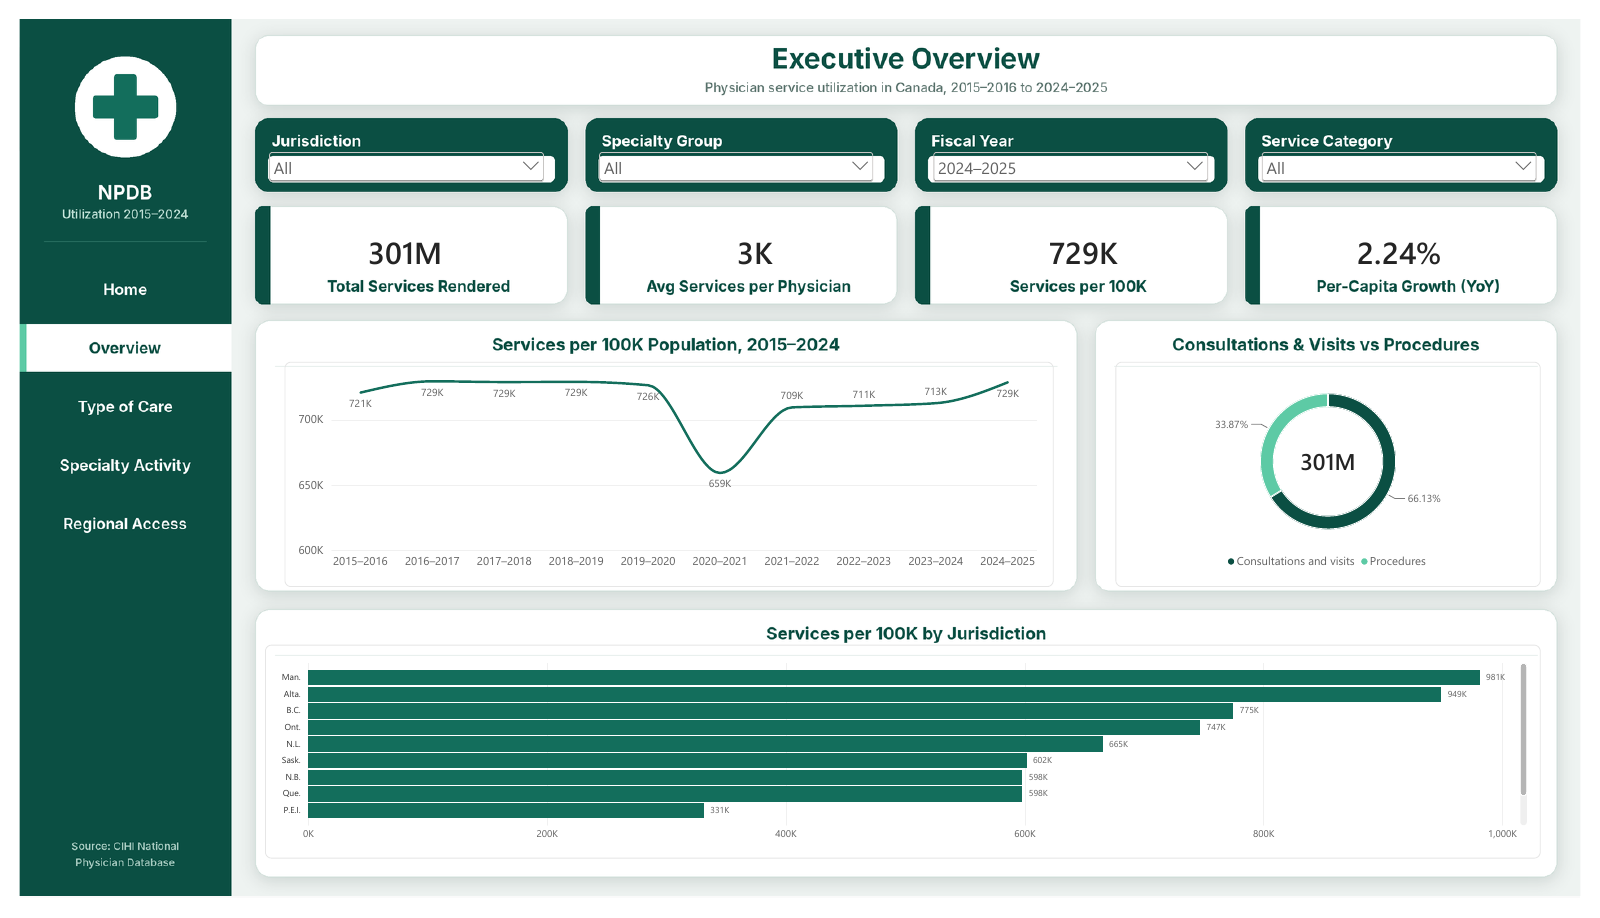 NPDB
Utilization 2015–2024
Home
Overview
Type of Care
Specialty Activity
Regional Access
Source: CIHI National
Physician Database
Executive Overview
Physician service utilization in Canada, 2015–2016 to 2024–2025
Jurisdiction
All
Specialty Group
All
Fiscal Year
2024–2025
Service Category
All
301M
Total Services Rendered
3K
Avg Services per Physician
729K
Services per 100K
2.24%
Per-Capita Growth (YoY)
Services per 100K Population, 2015–2024
700K
650K
600K
721K
729K
729K
729K
726K
659K
709K
711K
713K
729K
2015–2016
2016–2017
2017–2018
2018–2019
2019–2020
2020–2021
2021–2022
2022–2023
2023–2024
2024–2025
Consultations & Visits vs Procedures
33.87%
301M
66.13%
Consultations and visits
Procedures
Services per 100K by Jurisdiction
Man. 981K
Alta. 949K
B.C. 775K
Ont. 747K
N.L. 665K
Sask. 602K
N.B. 598K
Que. 598K
P.E.I. 331K
0K 200K 400K 600K 800K 1,000K